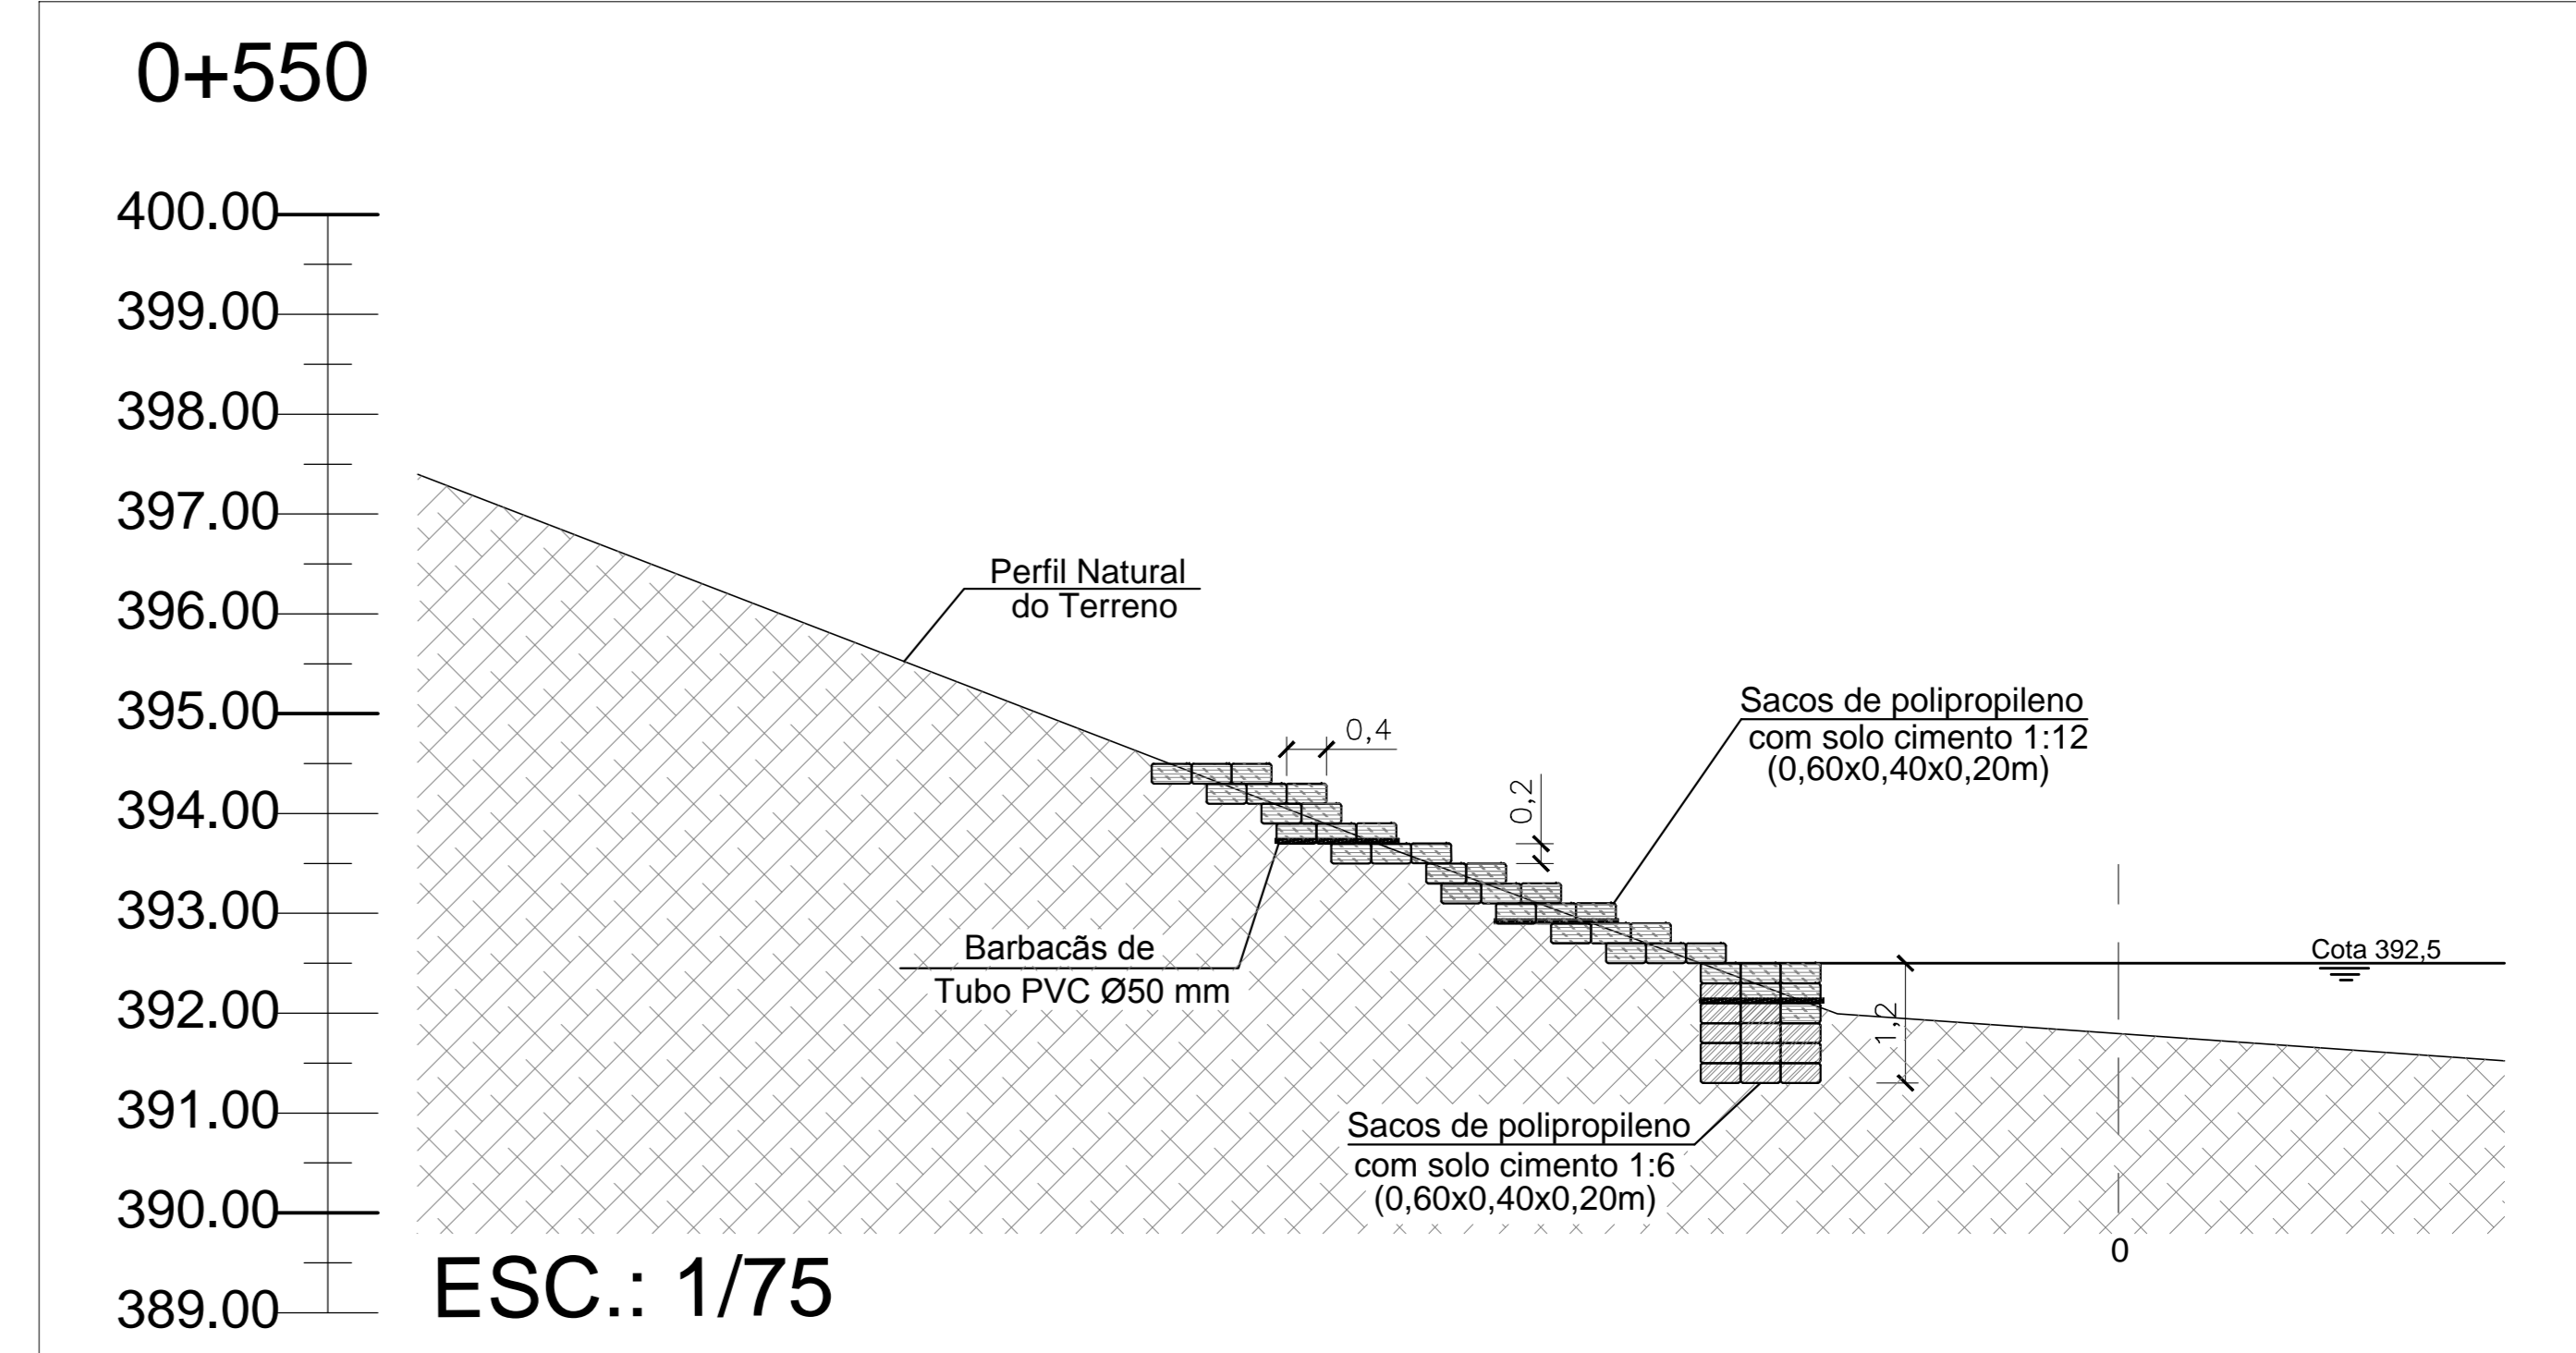 0+550
400.00
399.00
398.00
397.00
396.00
395.00
394.00
393.00
392.00
391.00
390.00
389.00
Perfil Natural
do Terreno
0,4
0,2
Sacos de polipropileno
com solo cimento 1:12
(0,60x0,40x0,20m)
Barbacãs de
Tubo PVC Ø50 mm
Cota 392,5
1,2
Sacos de polipropileno
com solo cimento 1:6
(0,60x0,40x0,20m)
0
ESC.: 1/75